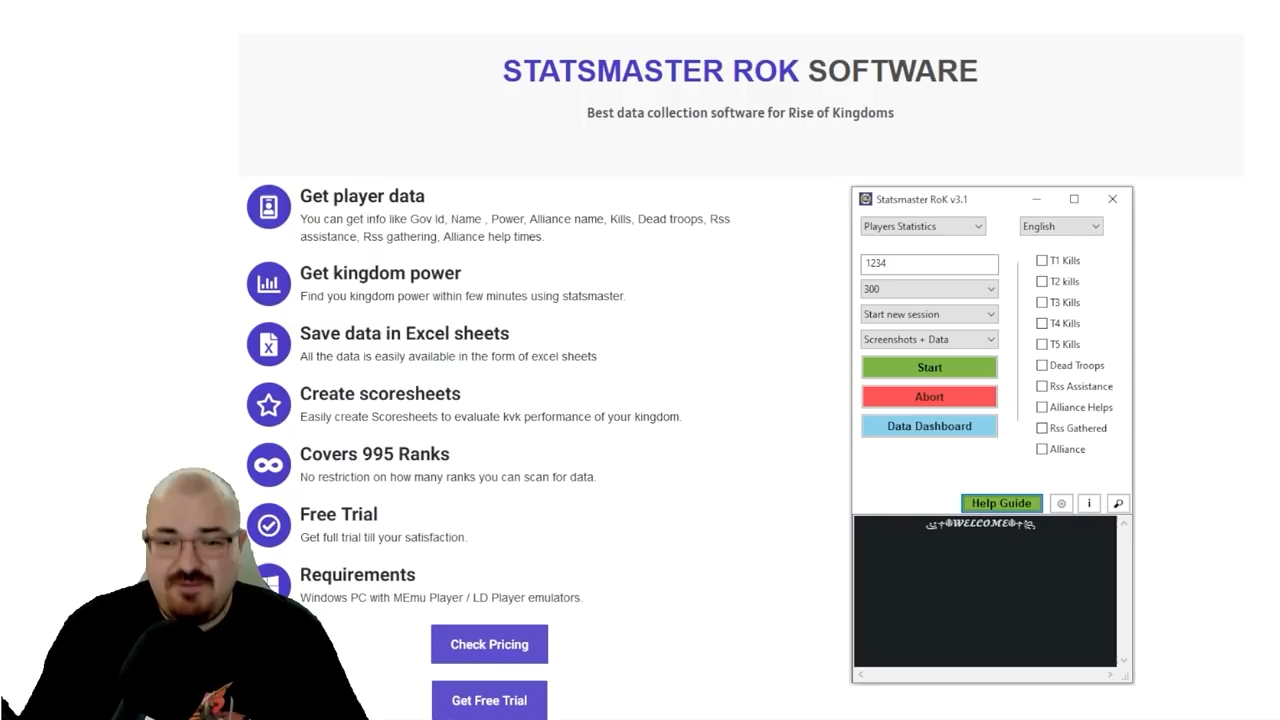 STATSMASTER ROK SOFTWARE
Best data collection software for Rise of Kingdoms
Get player data
You can get info like Gov Id, Name , Power, Alliance name, Kills, Dead troops, Rss
assistance, Rss gathering, Alliance help times.
Get kingdom power
Find you kingdom power within few minutes using statsmaster.
Save data in Excel sheets
All the data is easily available in the form of excel sheets
Create scoresheets
Easily create Scoresheets to evaluate kvk performance of your kingdom.
Covers 995 Ranks
No restriction on how many ranks you can scan for data.
Free Trial
Get full trial till your satisfaction.
Requirements
Windows PC with MEmu Player / LD Player emulators.
Check Pricing
Get Free Trial
Statsmaster RoK v3.1
Players Statistics
English
1234
300
Start new session
Screenshots + Data
Start
Abort
Data Dashboard
T1 Kills
T2 kills
T3 Kills
T4 Kills
T5 Kills
Dead Troops
Rss Assistance
Alliance Helps
Rss Gathered
Alliance
Help Guide
i
WELCOME